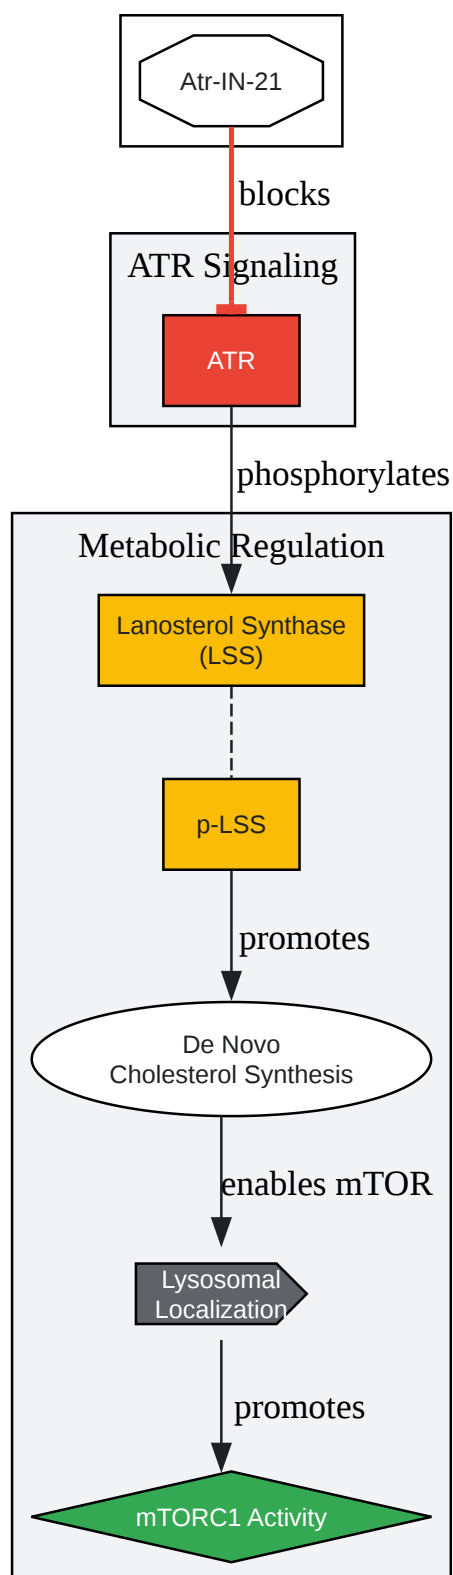 Atr-IN-21
blocks
ATR Signaling
ATR
phosphorylates
Metabolic Regulation
Lanosterol Synthase
(LSS)
p-LSS
promotes
De Novo
Cholesterol Synthesis
enables mTOR
Lysosomal
Localization
promotes
mTORC1 Activity